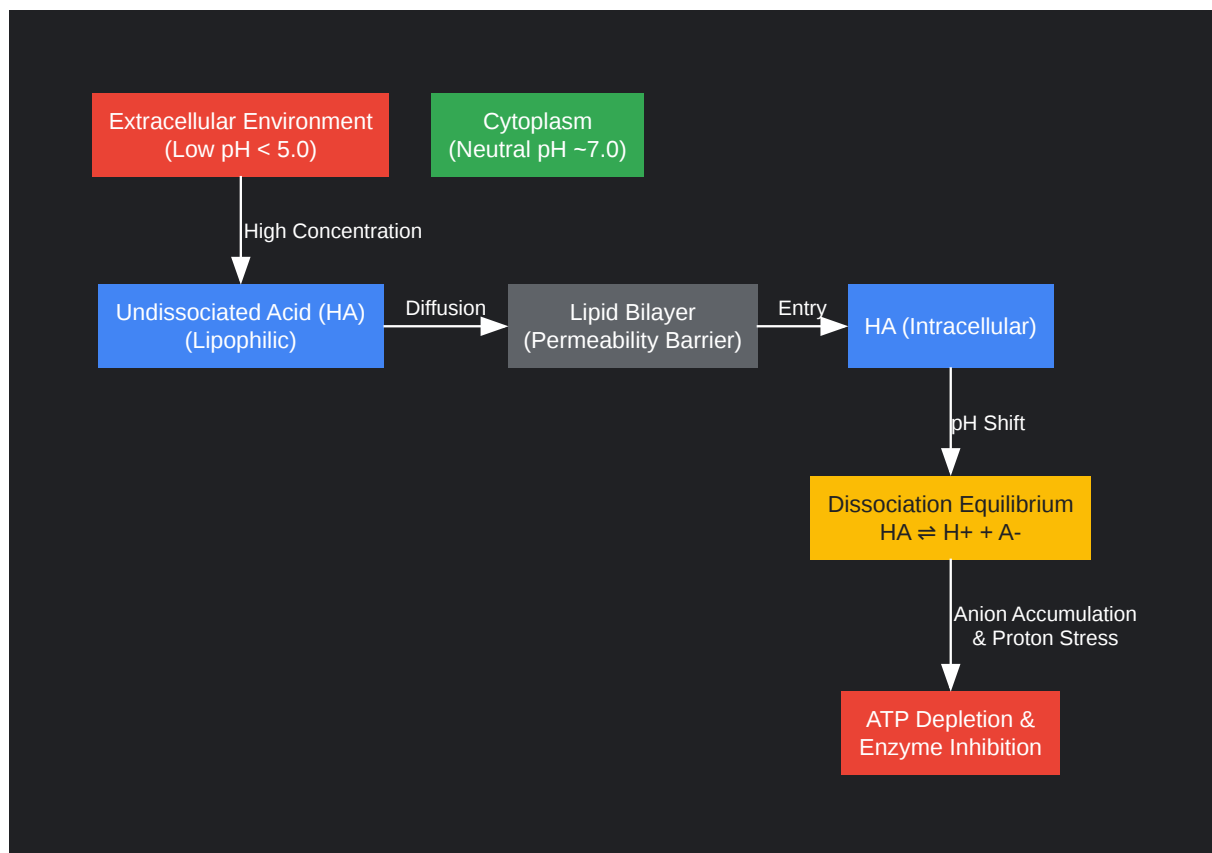 Extracellular Environment
(Low pH < 5.0)
Cytoplasm
(Neutral pH ~7.0)
High Concentration
Undissociated Acid (HA)
(Lipophilic)
Diffusion
Lipid Bilayer
(Permeability Barrier)
Entry
HA (Intracellular)
pH Shift
Dissociation Equilibrium
HA ⇌ H+ + A-
Anion Accumulation
& Proton Stress
ATP Depletion &
Enzyme Inhibition